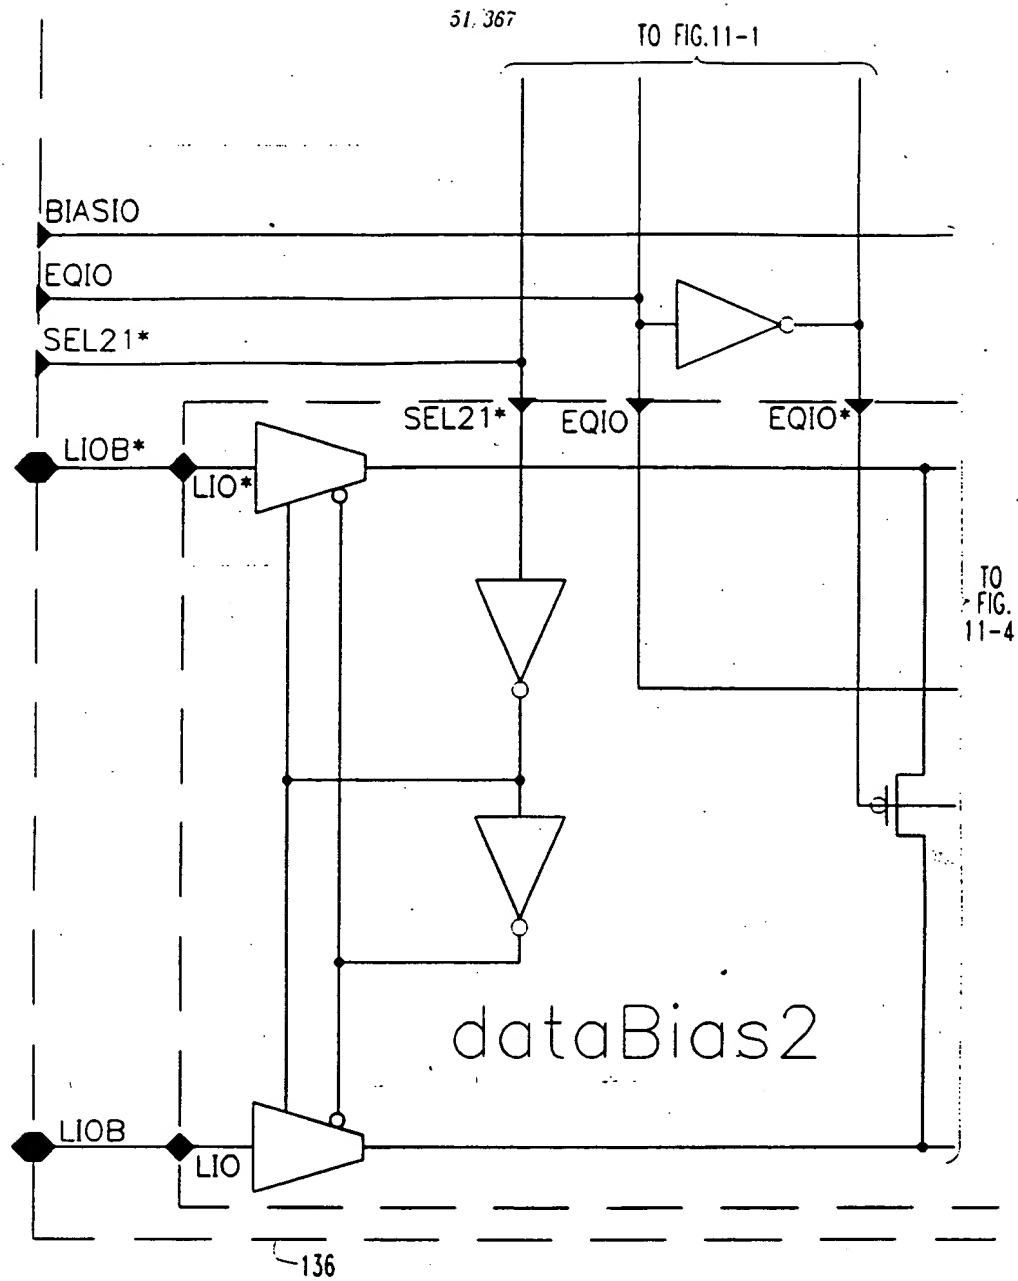 51,367
TO FIG.11-1
BIASIO
EQIO
SEL21*
SEL21*
EQIO
EQIO*
LIOB*
LIO*
TO
FIG.
11-4
dataBias2
LIOB
LIO
136